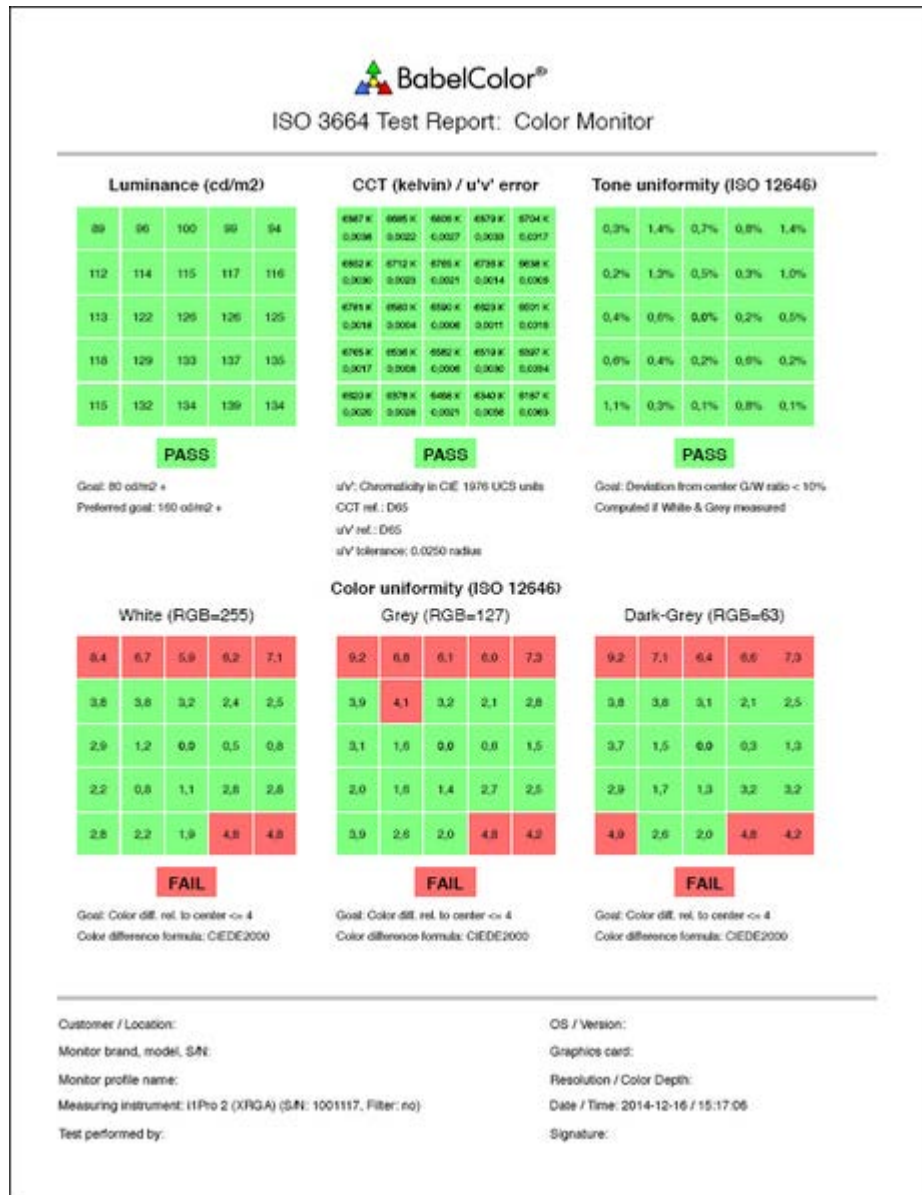 BabelColor®
ISO 3664 Test Report: Color Monitor
Luminance (cd/m2)
89 96 100 99 94
112 114 115 117 116
113 122 126 126 125
118 129 133 137 135
115 132 134 139 134
PASS
Goal: 80 cd/m2 +
Preferred goal: 160 cd/m2 +
CCT (kelvin) / u'v' error
PASS
u'v': Chromaticity in CIE 1976 UCS units
CCT ref.: D65
u'v' ref.: D65
u'v' tolerance: 0.0250 radius
Tone uniformity (ISO 12646)
0,3% 1,4% 0,7% 0,8% 1,4%
0,2% 1,3% 0,5% 0,3% 1,0%
0,4% 0,6% 0,0% 0,2% 0,5%
0,6% 0,4% 0,2% 0,6% 0,2%
1,1% 0,3% 0,1% 0,8% 0,1%
PASS
Goal: Deviation from center G/W ratio < 10%
Computed if White & Grey measured
Color uniformity (ISO 12646)
White (RGB=255)
8,4 6,7 5,9 6,2 7,1
3,8 3,8 3,2 2,4 2,5
2,9 1,2 0,0 0,5 0,8
2,2 0,8 1,1 2,8 2,8
2,8 2,2 1,9 4,8 4,8
FAIL
Goal: Color diff. rel. to center <= 4
Color difference formula: CIEDE2000
Grey (RGB=127)
9,2 6,8 6,1 6,0 7,3
3,9 4,1 3,2 2,1 2,8
3,1 1,6 0,0 0,6 1,5
2,0 1,6 1,4 2,7 2,5
3,9 2,6 2,0 4,8 4,2
FAIL
Goal: Color diff. rel. to center <= 4
Color difference formula: CIEDE2000
Dark-Grey (RGB=63)
9,2 7,1 6,4 6,6 7,3
3,8 3,8 3,1 2,1 2,5
3,7 1,5 0,0 0,3 1,3
2,9 1,7 1,3 3,2 3,2
4,9 2,6 2,0 4,8 4,2
FAIL
Goal: Color diff. rel. to center <= 4
Color difference formula: CIEDE2000
Customer / Location:
Monitor brand, model, S/N:
Monitor profile name:
Measuring instrument: i1Pro 2 (XRGA) (S/N: 1001117, Filter: no)
Test performed by:
OS / Version:
Graphics card:
Resolution / Color Depth:
Date / Time: 2014-12-16 / 15:17:06
Signature: